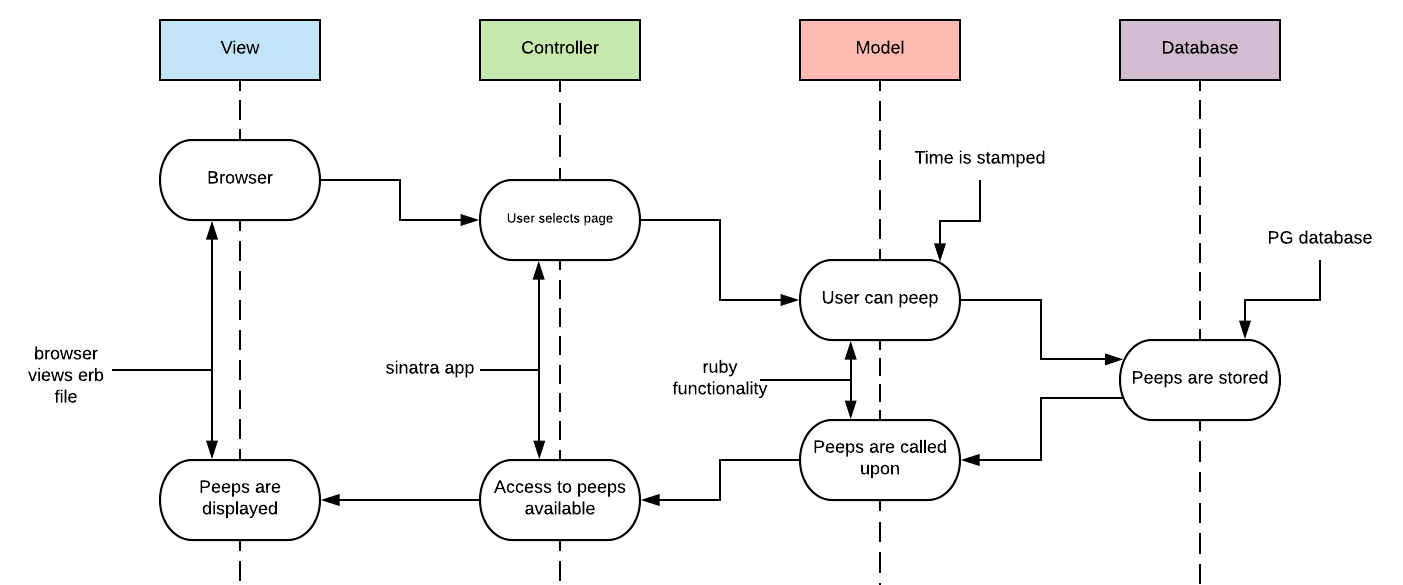 View
Controller
Model
Database
Time is stamped
Browser
User selects page
PG database
User can peep
browser
views erb
file
sinatra app
ruby
functionality
Peeps are stored
Peeps are called
upon
Peeps are
displayed
Access to peeps
available